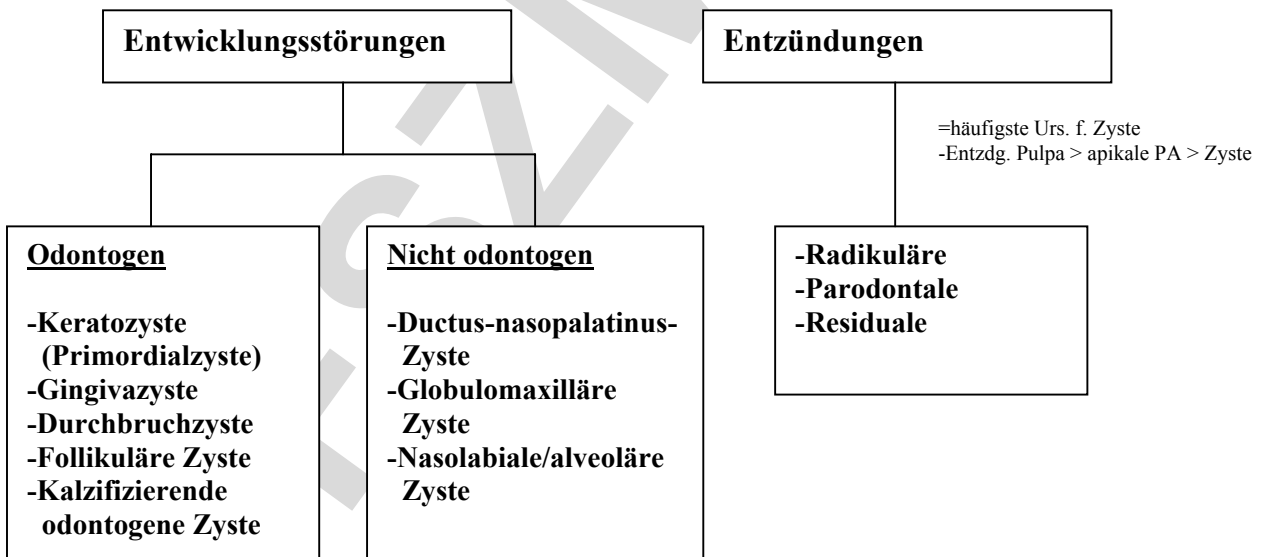 Entwicklungsstörungen
Entzündungen
=häufigste Urs. f. Zyste
-Entzdg. Pulpa > apikale PA > Zyste
Odontogen
-Keratozyste
(Primordialzyste)
-Gingivazyste
-Durchbruchzyste
-Follikuläre Zyste
-Kalzifizierende
odontogene Zyste
Nicht odontogen
-Ductus-nasopalatinus-
Zyste
-Globulomaxilläre
Zyste
-Nasolabiale/alveoläre
Zyste
-Radikuläre
-Parodontale
-Residuale